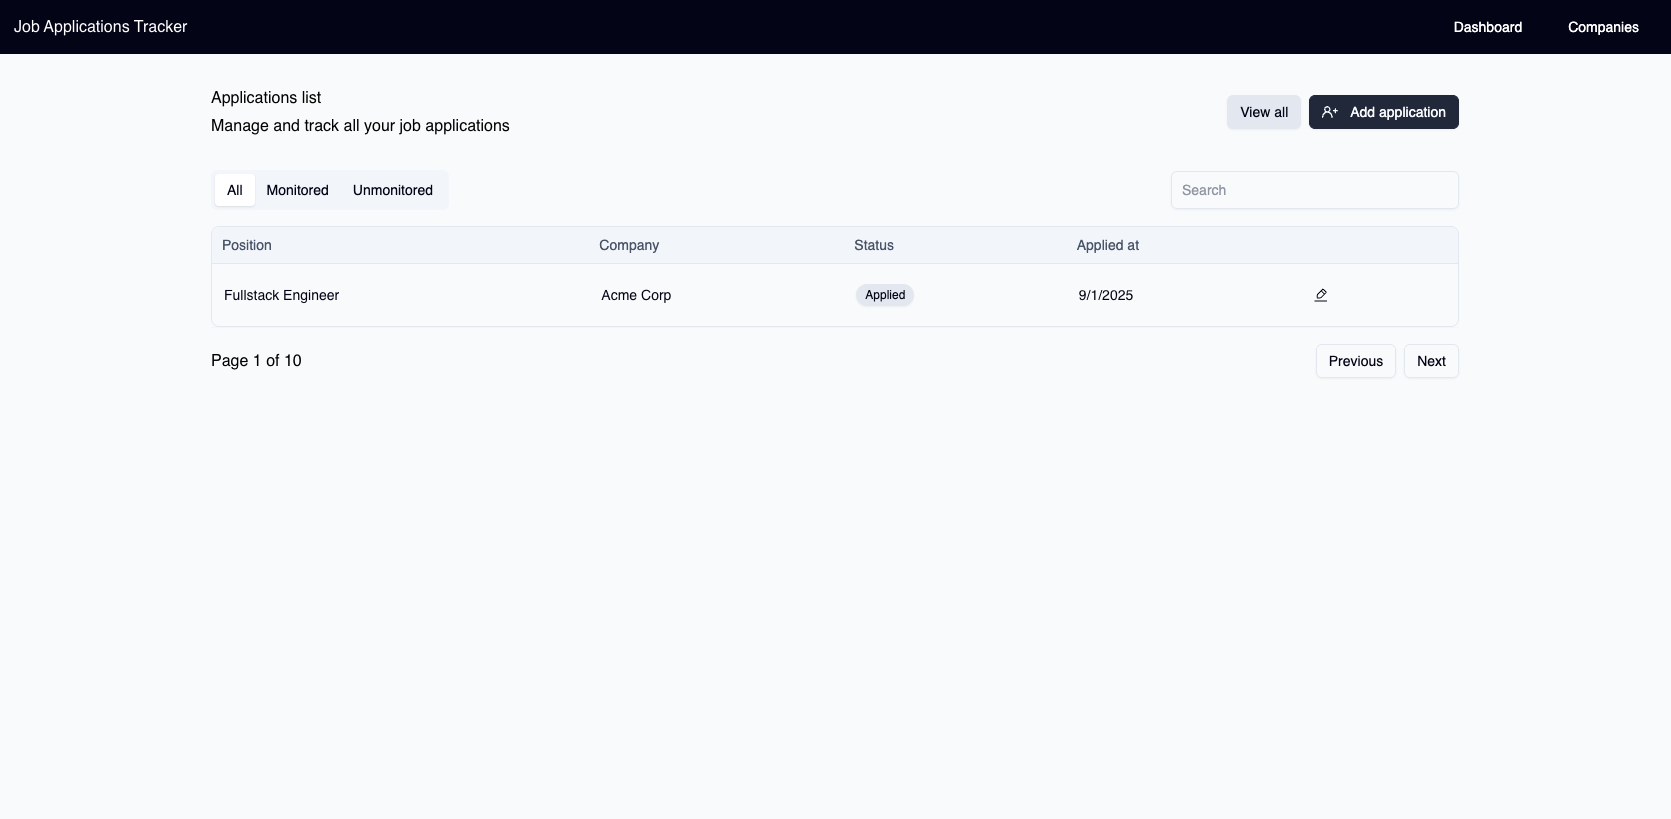 Job Applications Tracker
Dashboard
Companies
Applications list
Manage and track all your job applications
View all
Add application
All
Monitored
Unmonitored
Search
Position
Company
Status
Applied at
Fullstack Engineer
Acme Corp
Applied
9/1/2025
Page 1 of 10
Previous
Next